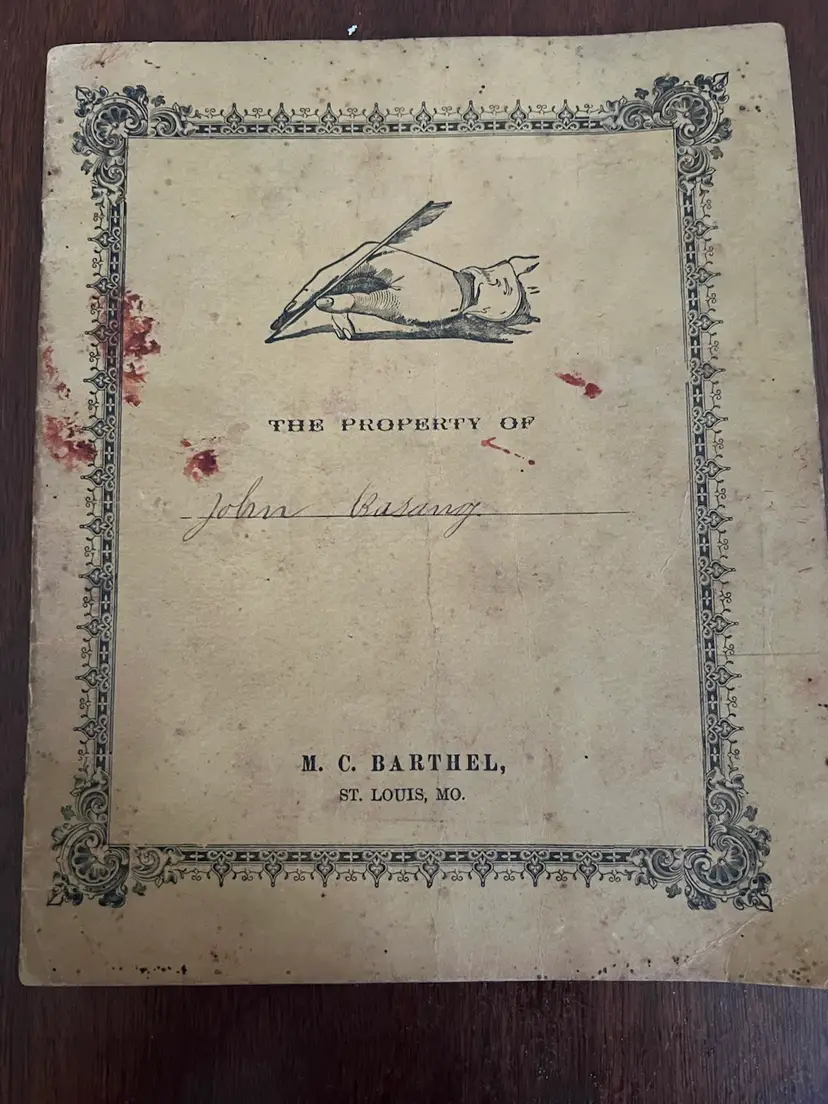 THE PROPERTY OF
John Basang
M. C. BARTHEL,
ST. LOUIS, MO.